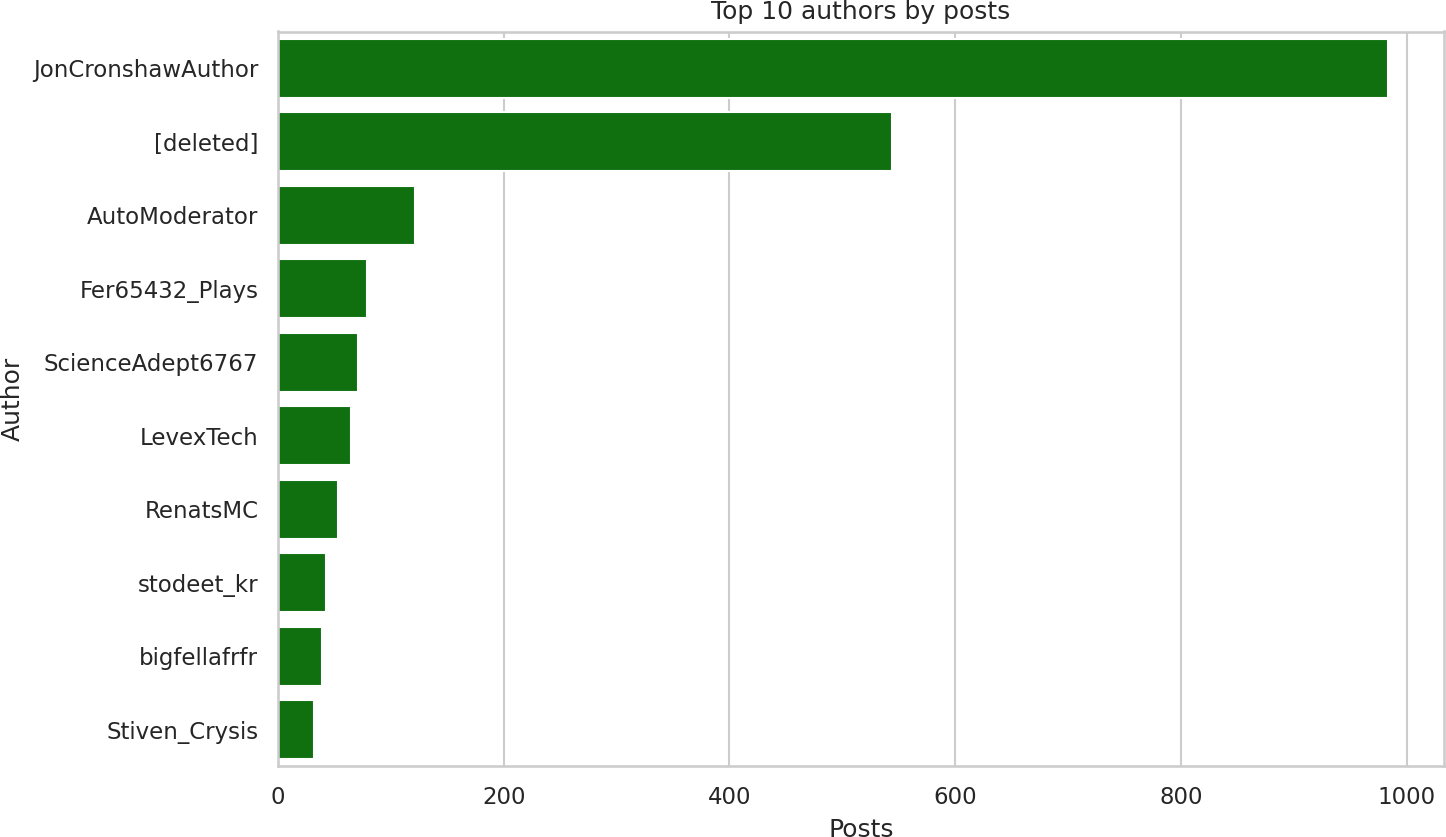 Top 10 authors by posts
JonCronshawAuthor
[deleted]
AutoModerator
Fer65432_Plays
ScienceAdept6767
LevexTech
RenatsMC
stodeet_kr
bigfellafrfr
Stiven_Crysis
Author
0 200 400 600 800 1000
Posts